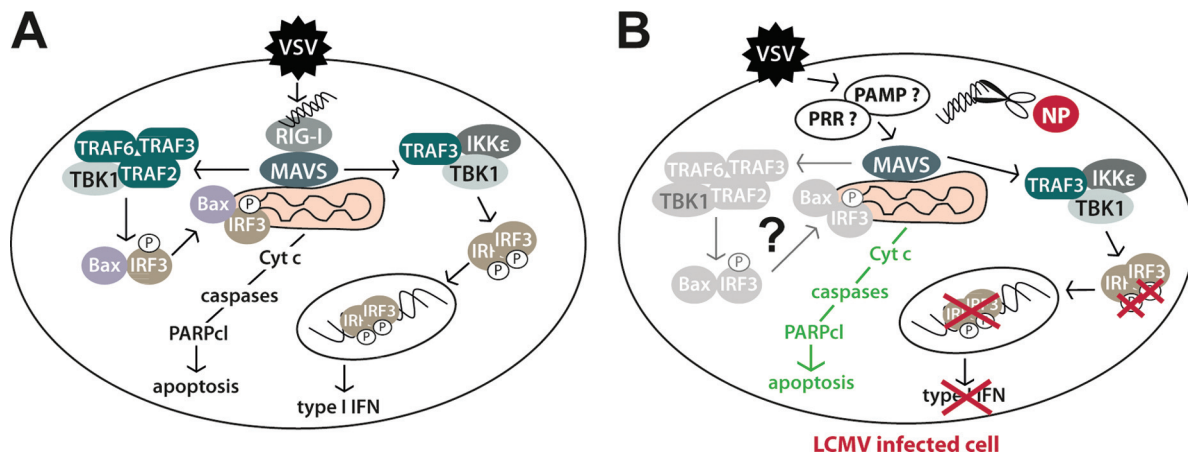 A
VSV
RIG-I
MAVS
TRAF6 TRAF3
TBK1 TRAF2
TRAF3 IKKε
TBK1
Bax P
IRF3
P
Bax IRF3
IRF3
P P
Cyt c
caspases
PARPcl
apoptosis
IRF3
P P
type I IFN
B
VSV
PAMP ?
PRR ?
NP
MAVS
TRAF6 TRAF3
TBK1 TRAF2
TRAF3 IKKε
TBK1
Bax P
IRF3
?
P
Bax IRF3
Cyt c
caspases
PARPcl
apoptosis
IRF3
P P
IRF3
P P
type I IFN
LCMV infected cell